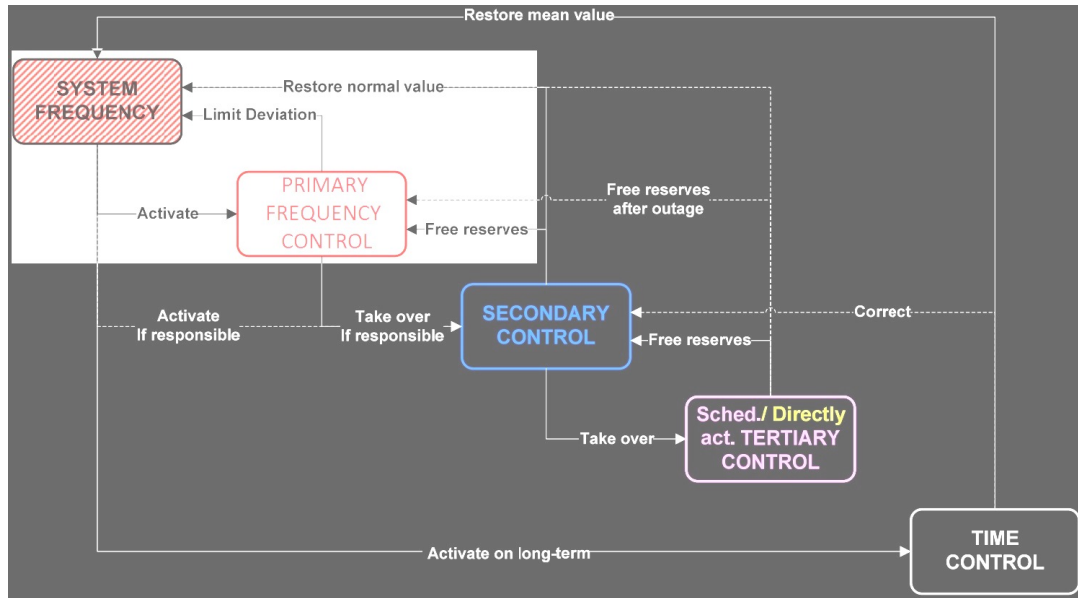 Restore mean value
SYSTEM
FREQUENCY
Restore normal value
Limit Deviation
PRIMARY
FREQUENCY
CONTROL
Free reserves
after outage
Activate
Free reserves
Activate
If responsible
Take over
If responsible
SECONDARY
CONTROL
Correct
Free reserves
Sched./ Directly
act. TERTIARY
CONTROL
Take over
TIME
CONTROL
Activate on long-term